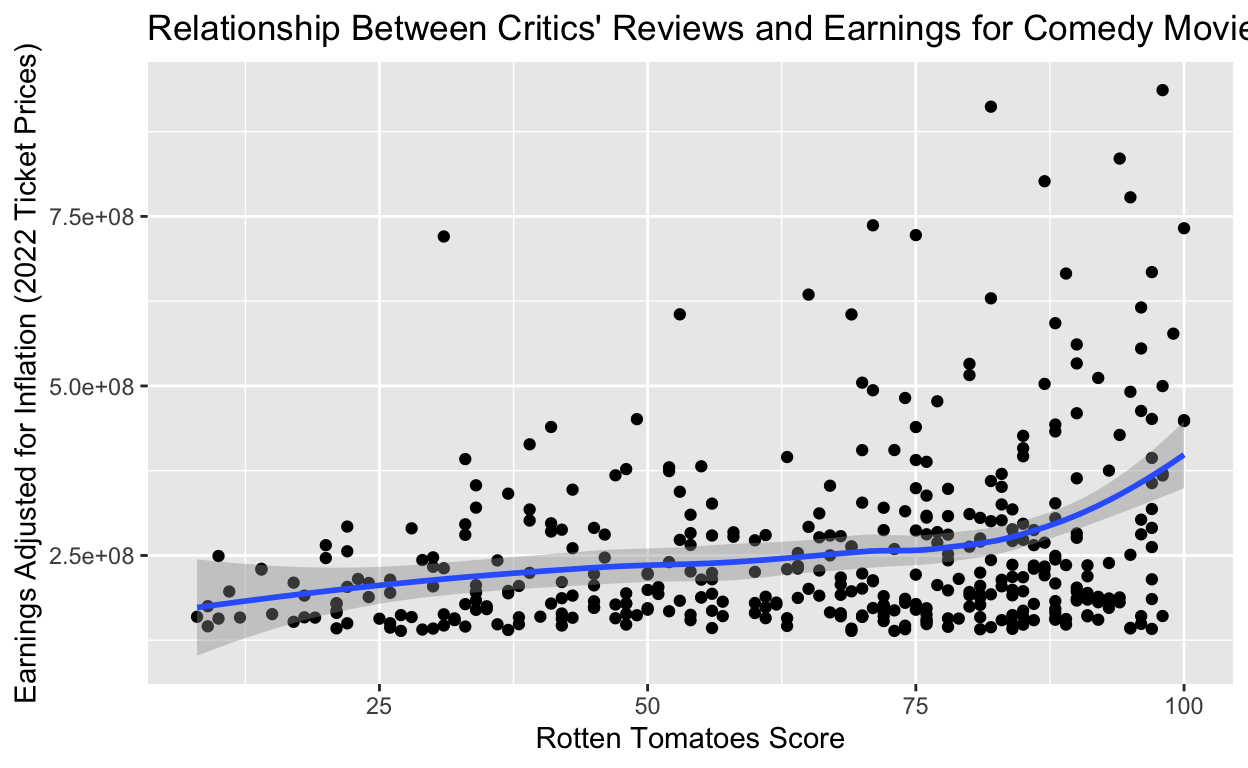 Relationship Between Critics' Reviews and Earnings for Comedy Movie
Earnings Adjusted for Inflation (2022 Ticket Prices)
7.5e+08
5.0e+08
2.5e+08
25 50 75 100
Rotten Tomatoes Score